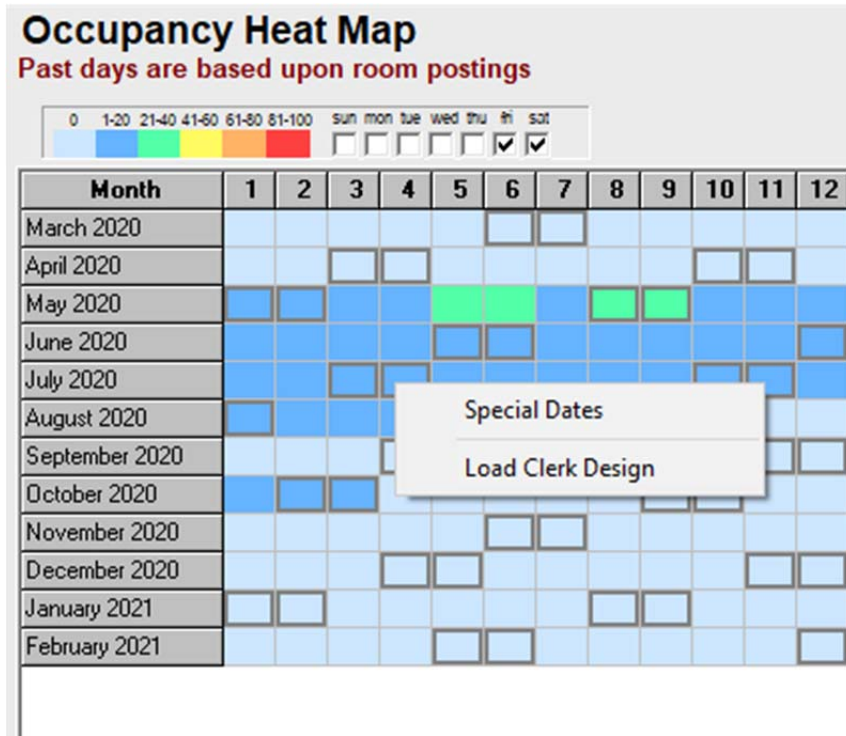 Occupancy Heat Map
Past days are based upon room postings
0 1-20 21-40 41-60 61-80 81-100 sun mon tue wed thu fri sat
Month 1 2 3 4 5 6 7 8 9 10 11 12
March 2020
April 2020
May 2020
June 2020
July 2020
August 2020
Special Dates
September 2020
Load Clerk Design
October 2020
November 2020
December 2020
January 2021
February 2021